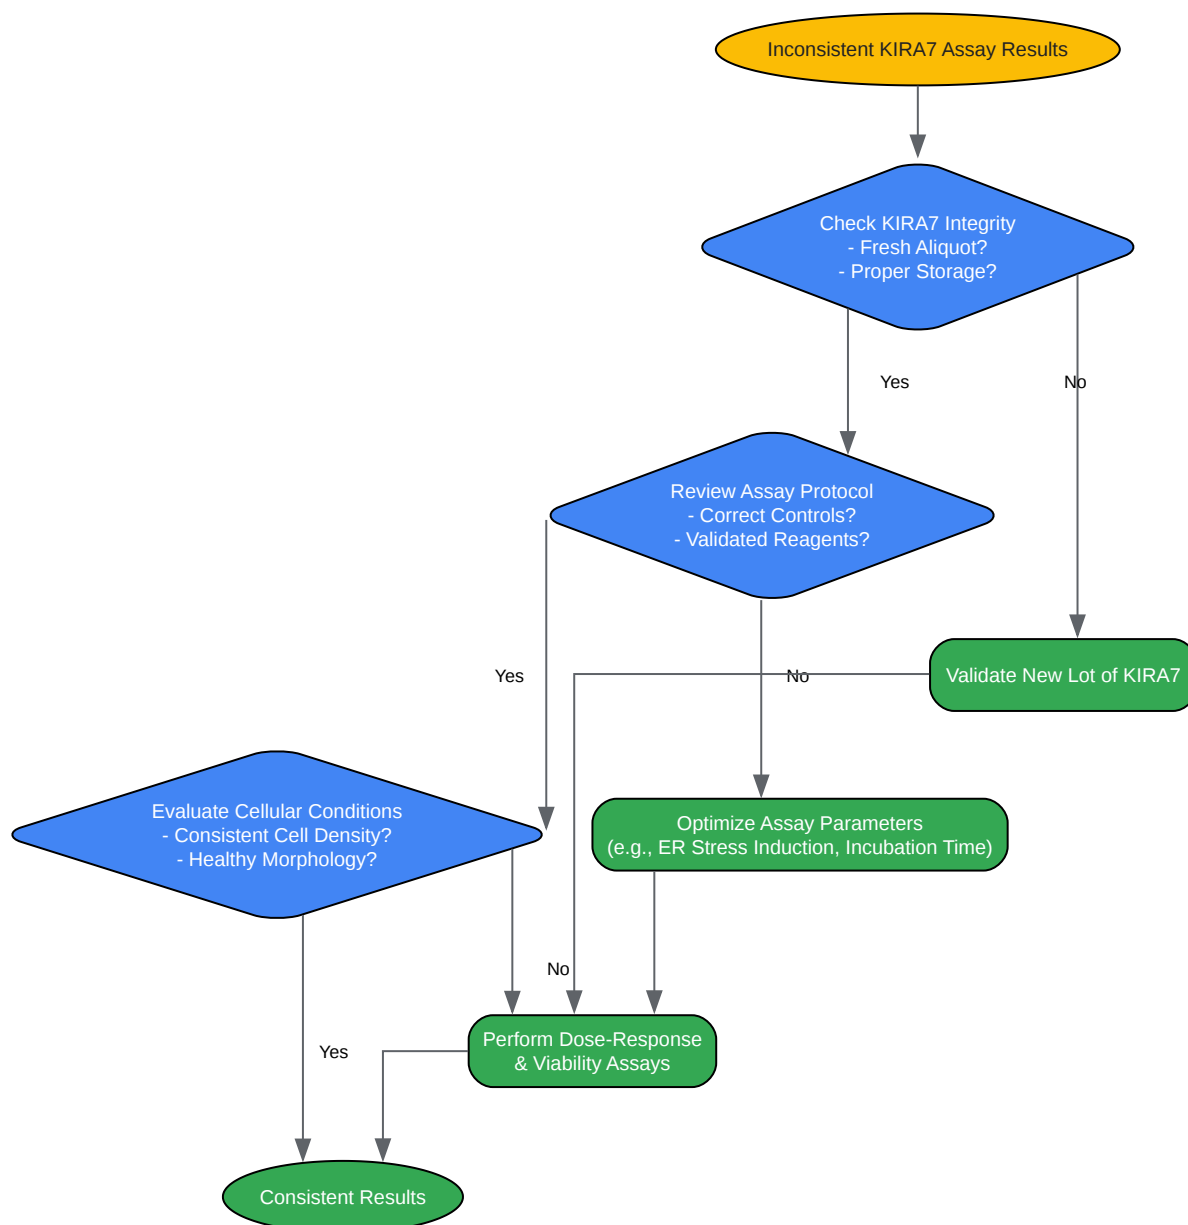 Inconsistent KIRA7 Assay Results
Check KIRA7 Integrity
- Fresh Aliquot?
- Proper Storage?
Yes
No
Review Assay Protocol
- Correct Controls?
- Validated Reagents?
Yes
No
Validate New Lot of KIRA7
Evaluate Cellular Conditions
- Consistent Cell Density?
- Healthy Morphology?
Optimize Assay Parameters
(e.g., ER Stress Induction, Incubation Time)
No
Yes
Perform Dose-Response
& Viability Assays
Consistent Results